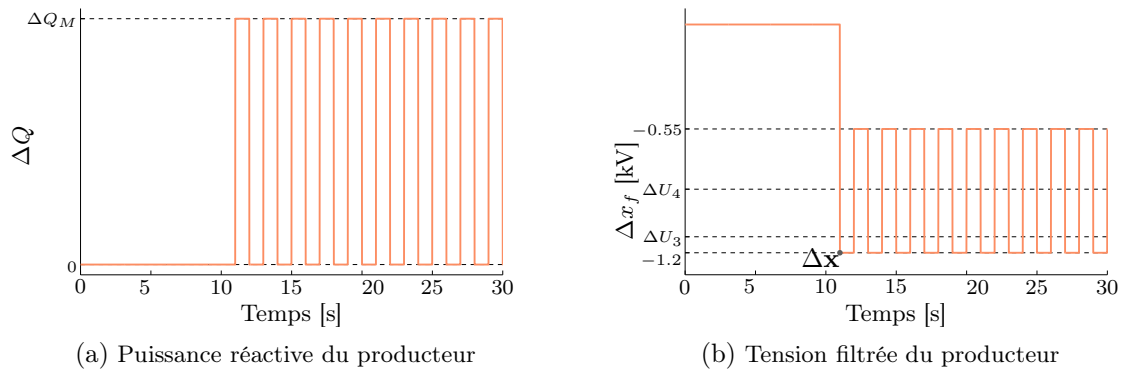 ΔQ_M
0
ΔQ
0 5 10 15 20 25 30
Temps [s]
(a) Puissance réactive du producteur
−0.55
ΔU_4
ΔU_3
−1.2
Δx_f [kV]
Δx
0 5 10 15 20 25 30
Temps [s]
(b) Tension filtrée du producteur